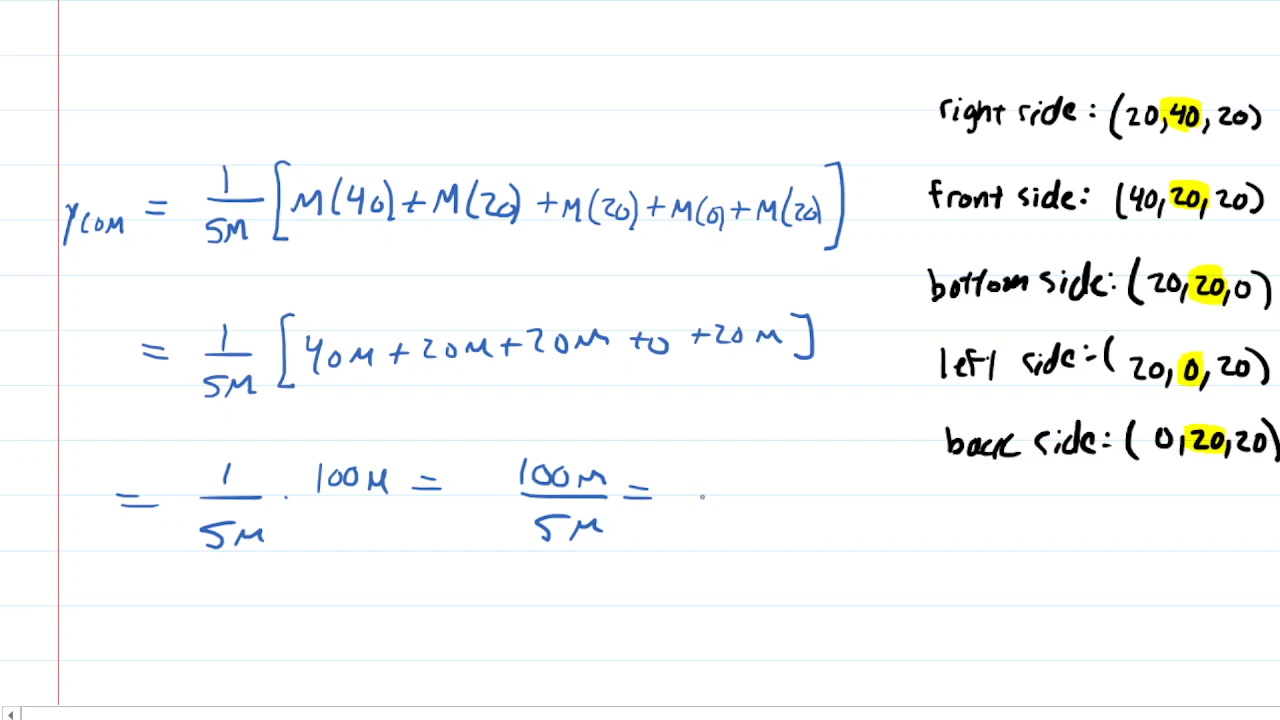 right side: (20,40,20)
y_COM = 1/5M [M(40)+M(20)+M(20)+M(0)+M(20)]
front side: (40,20,20)
bottom side: (20,20,0)
= 1/5M [40M+20M+20M+0+20M]
left side:(20,0,20)
back side:(0,20,20)
= 1/5M · 100M = 100M/5M =